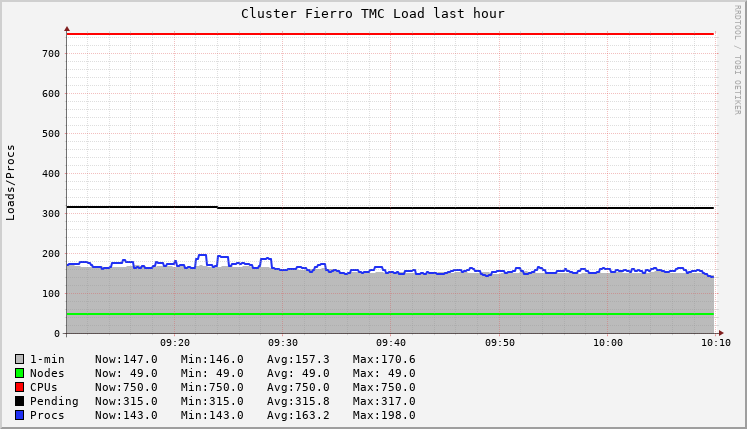 Cluster Fierro TMC Load last hour
RRDTOOL / TOBI OETIKER
Loads/Procs
700
600
500
400
300
200
100
0
09:20 09:30 09:40 09:50 10:00 10:10
1-min Now:147.0 Min:146.0 Avg:157.3 Max:170.6
Nodes Now: 49.0 Min: 49.0 Avg: 49.0 Max: 49.0
CPUs Now:750.0 Min:750.0 Avg:750.0 Max:750.0
Pending Now:315.0 Min:315.0 Avg:315.8 Max:317.0
Procs Now:143.0 Min:143.0 Avg:163.2 Max:198.0